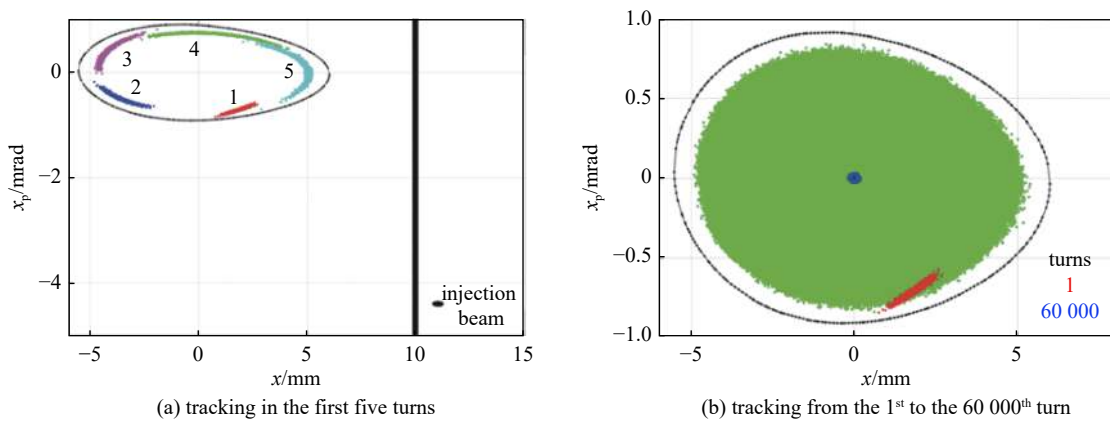 3
4
5
2
1
injection
beam
0
−2
−4
x_p/mrad
−5
0
5
10
15
x/mm
(a) tracking in the first five turns
1.0
0.5
0
−0.5
−1.0
x_p/mrad
turns
1
60 000
−5
0
5
x/mm
(b) tracking from the 1st to the 60 000th turn